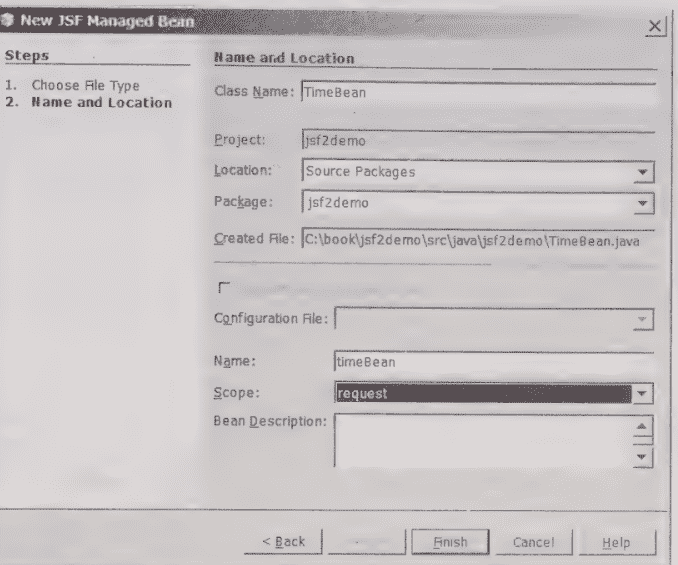 New JSF Managed Bean
Steps
1. Choose File Type
2. Name and Location
Name and Location
Class Name: TimeBean
Project: jsf2demo
Location: Source Packages
Package: jsf2demo
Created File: C:\book\jsf2demo\src\java\jsf2demo\TimeBean.java
Configuration File:
Name: timeBean
Scope: request
Bean Description:
< Back
Finish
Cancel
Help